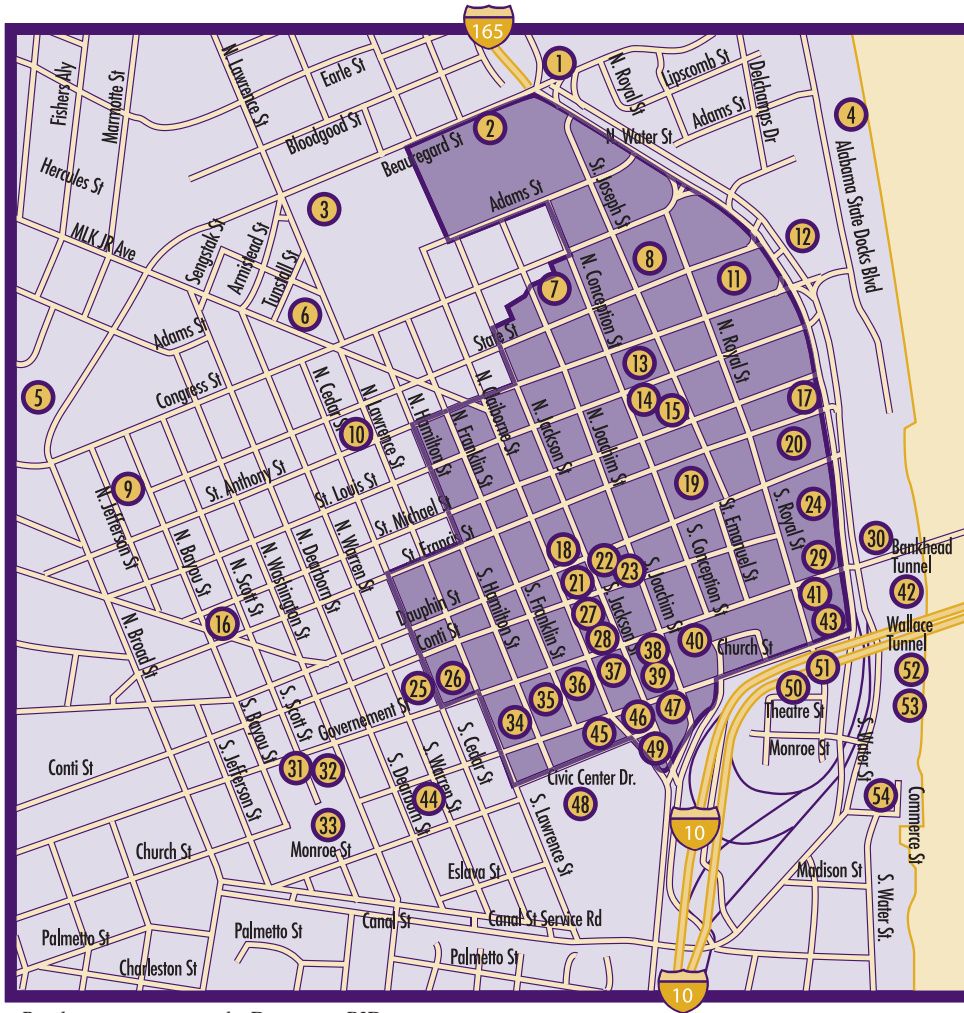 165
1
N. Lawrence St
Earle St
N. Royal St
Lipscomb St
Delchamps Dr
Fishers Aly
Marmotte St
Adams St
4
2
Bloodgood St
Beauregard St
N. Water St
Hercules St
Alabama State Docks Blvd
Adams St
St. Joseph St
3
MLK JR Ave
Sengstak St
Armistead St
Tunstall St
12
8
11
7
N. Conception St
6
Adams St
State St
N. Royal St
13
Congress St
N. Cedar St
N. Lawrence St
N. Claiborne St
5
14
15
17
N. Hamilton St
N. Franklin St
N. Jackson St
N. Joachim St
10
20
9
St. Anthony St
St. Louis St
19
N. Jefferson St
St. Michael St
St. Emanuel St
S. Royal St
24
N. Bayou St
N. Washington St
N. Dearborn St
N. Warren St
St. Francis St
18
22
23
30
Bankhead
Tunnel
29
N. Scott St
S. Hamilton St
S. Franklin St
21
S. Jackson St
S. Joachim St
S. Conception St
42
41
Dauphin St
16
27
43
Wallace
Tunnel
N. Broad St
Conti St
28
38
40
Church St
37
39
51
52
25
26
36
50
53
S. Bayou St
S. Scott St
Governement St
35
47
Theatre St
34
46
S. Jefferson St
S. Cedar St
45
49
Monroe St
S. Water St
Conti St
31
32
S. Dearborn St
S. Warren St
Civic Center Dr.
44
48
54
S. Lawrence St
33
10
Commerce St
Church St
Monroe St
Eslava St
Madison St
S. Water St.
Canal St
Canal St Service Rd
Palmetto St
Palmetto St
Palmetto St
Charleston St
10